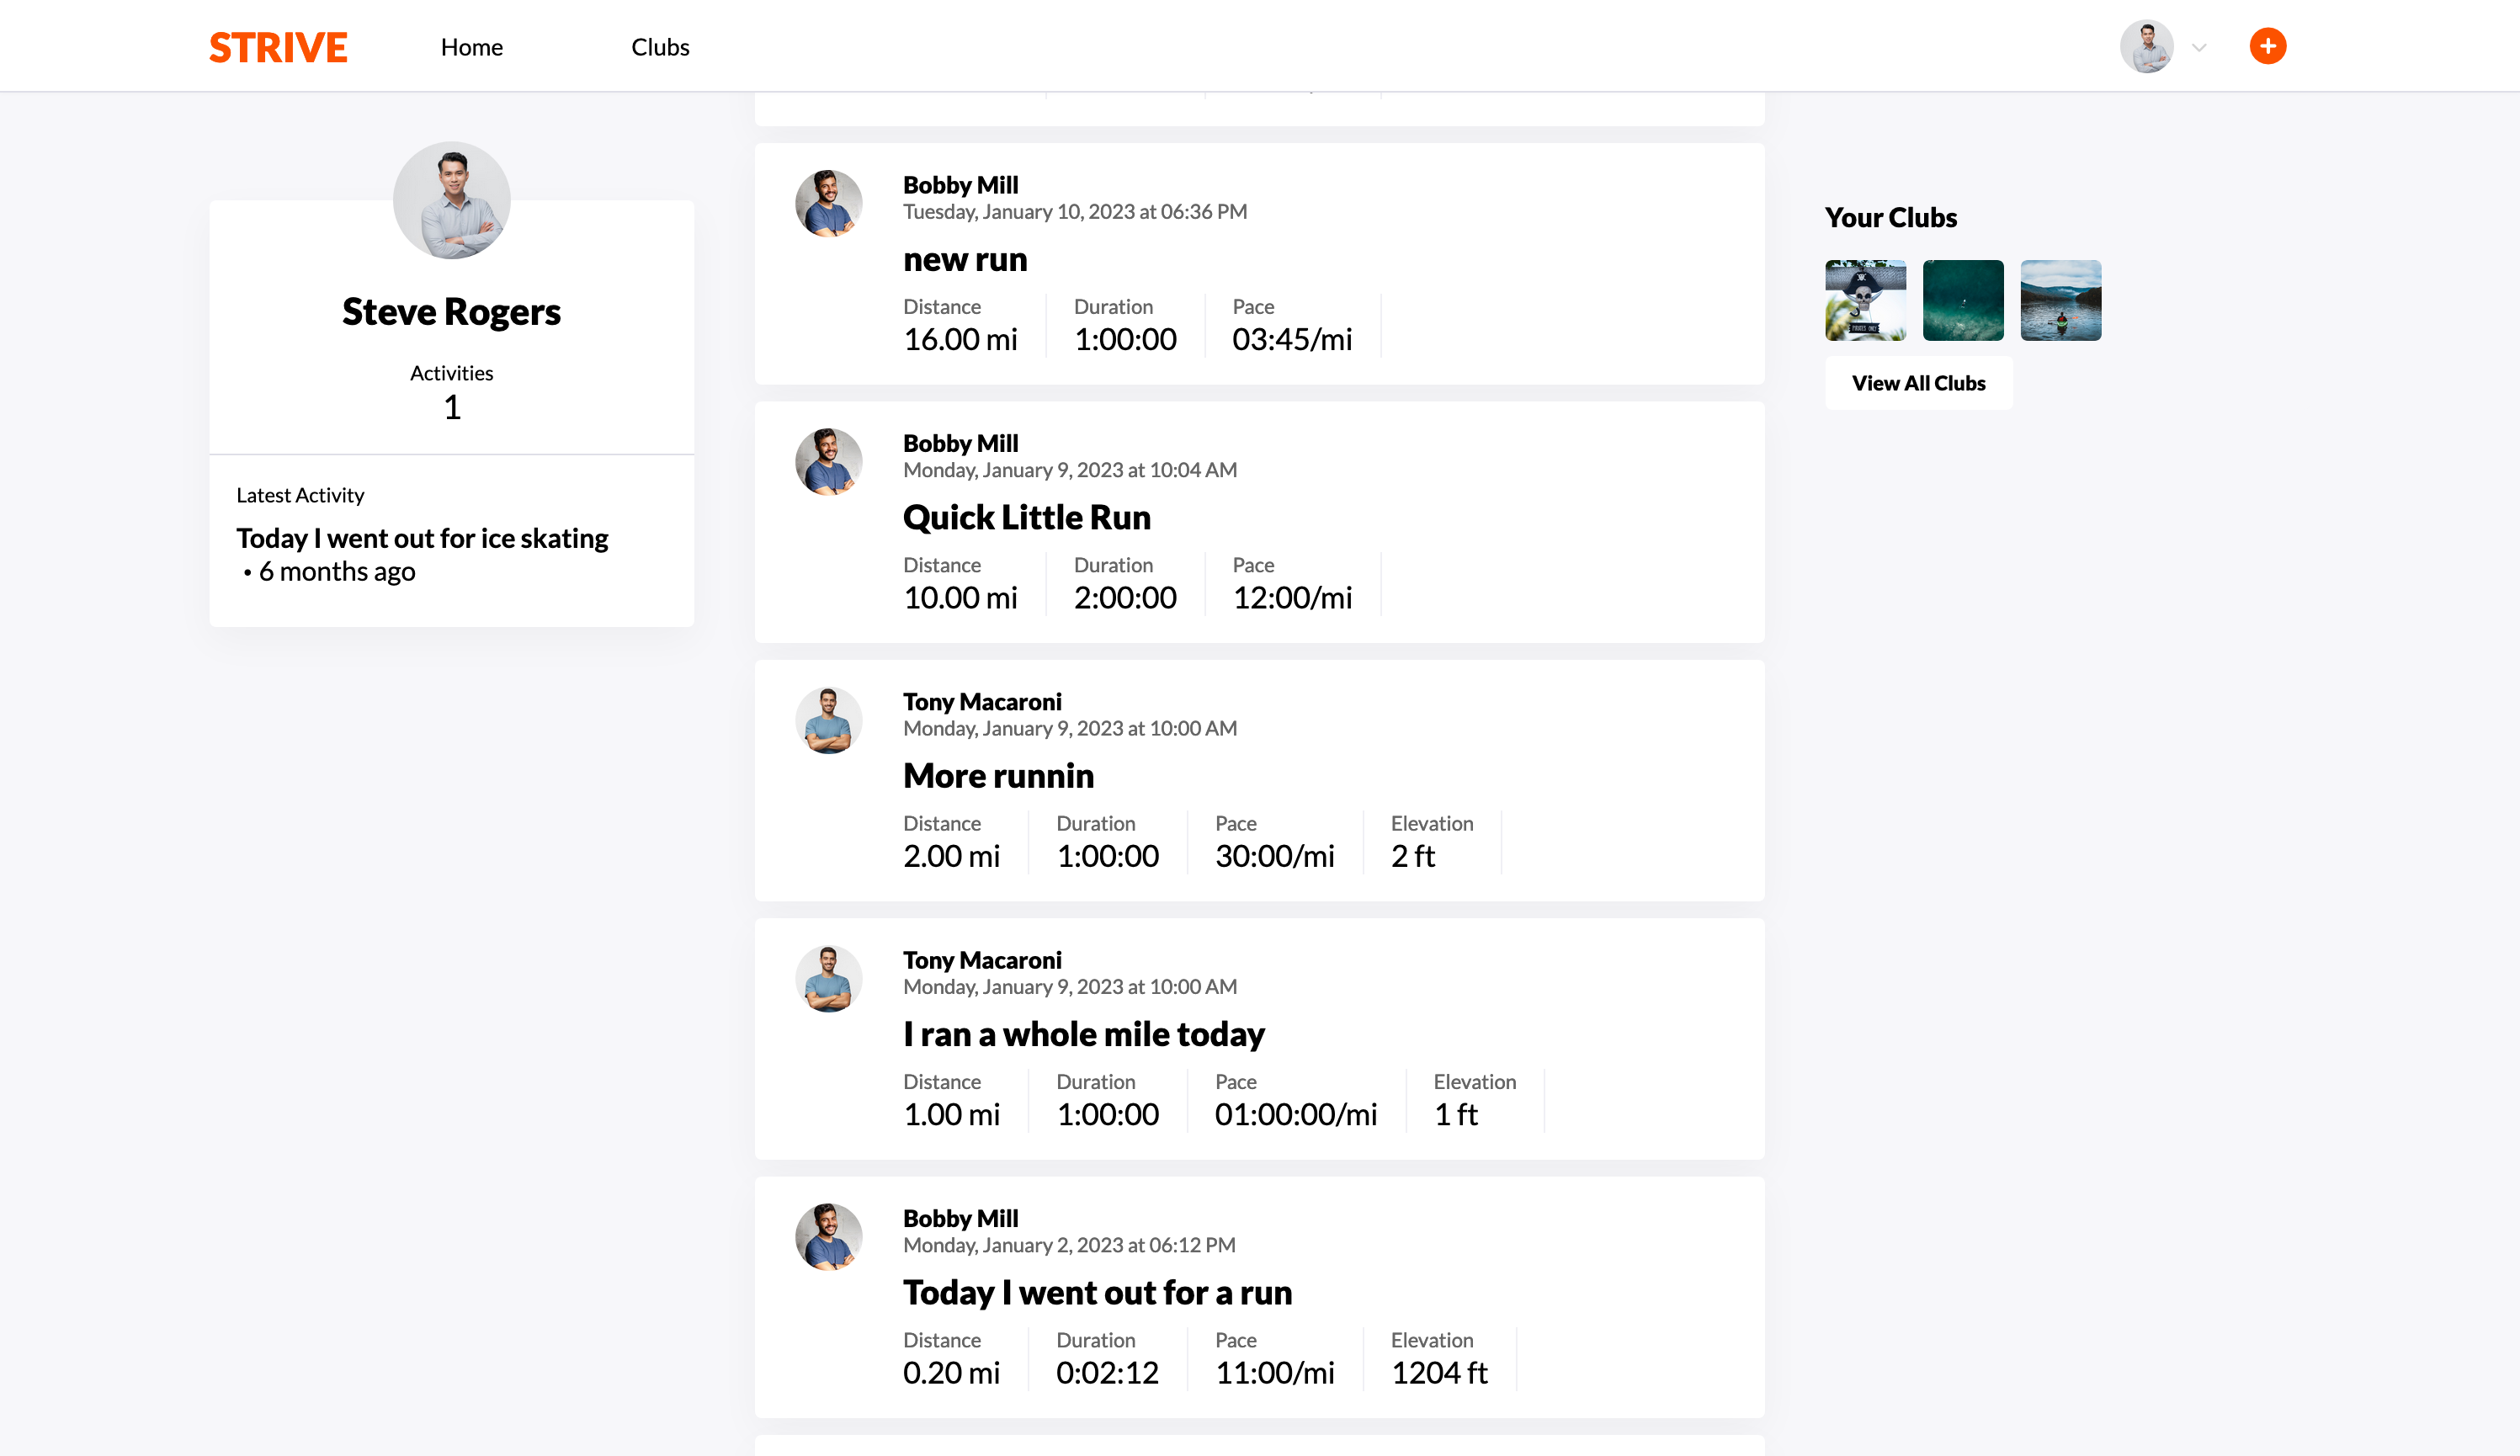 STRIVE
Home
Clubs
Steve Rogers
Activities
1
Latest Activity
Today I went out for ice skating
• 6 months ago
Bobby Mill
Tuesday, January 10, 2023 at 06:36 PM
new run
Distance Duration Pace
16.00 mi 1:00:00 03:45/mi
Bobby Mill
Monday, January 9, 2023 at 10:04 AM
Quick Little Run
Distance Duration Pace
10.00 mi 2:00:00 12:00/mi
Tony Macaroni
Monday, January 9, 2023 at 10:00 AM
More runnin
Distance Duration Pace Elevation
2.00 mi 1:00:00 30:00/mi 2 ft
Tony Macaroni
Monday, January 9, 2023 at 10:00 AM
I ran a whole mile today
Distance Duration Pace Elevation
1.00 mi 1:00:00 01:00:00/mi 1 ft
Bobby Mill
Monday, January 2, 2023 at 06:12 PM
Today I went out for a run
Distance Duration Pace Elevation
0.20 mi 0:02:12 11:00/mi 1204 ft
Your Clubs
PIRATES ONLY
View All Clubs